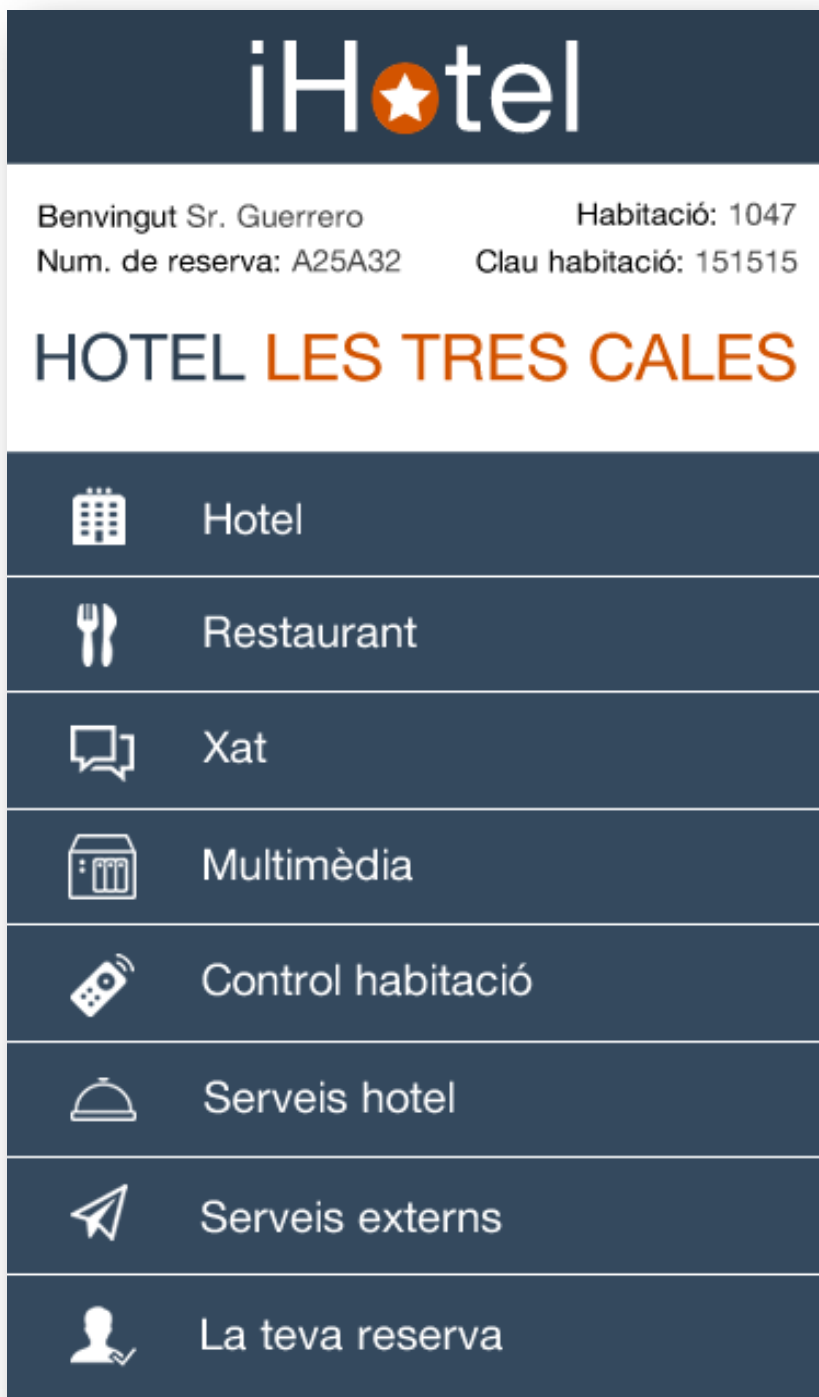 iHotel
Benvingut Sr. Guerrero
Habitació: 1047
Num. de reserva: A25A32
Clau habitació: 151515
HOTEL LES TRES CALES
Hotel
Restaurant
Xat
Multimèdia
Control habitació
Serveis hotel
Serveis externs
La teva reserva